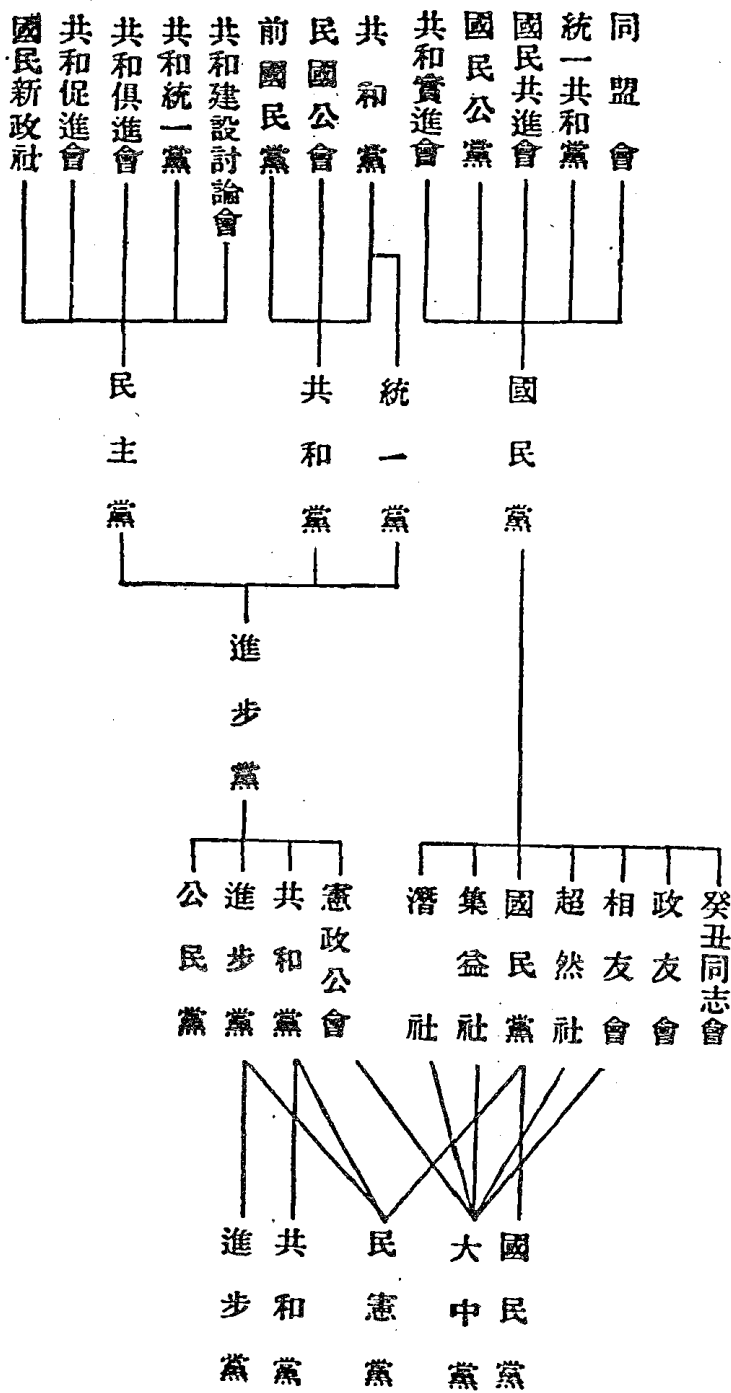 同盟會
統一共和黨
國民共進會
國民公黨
共和實進會
共和黨
民國公會
前國民黨
共和建設討論會
共和統一黨
共和俱進會
共和促進會
國民新政社
國民黨
統一黨
共和黨
民主黨
進步黨
癸丑同志會
政友會
相友會
超然社
國民黨
集益社
潛社
憲政公會
共和黨
進步黨
公民黨
國民黨
大中黨
民憲黨
共和黨
進步黨